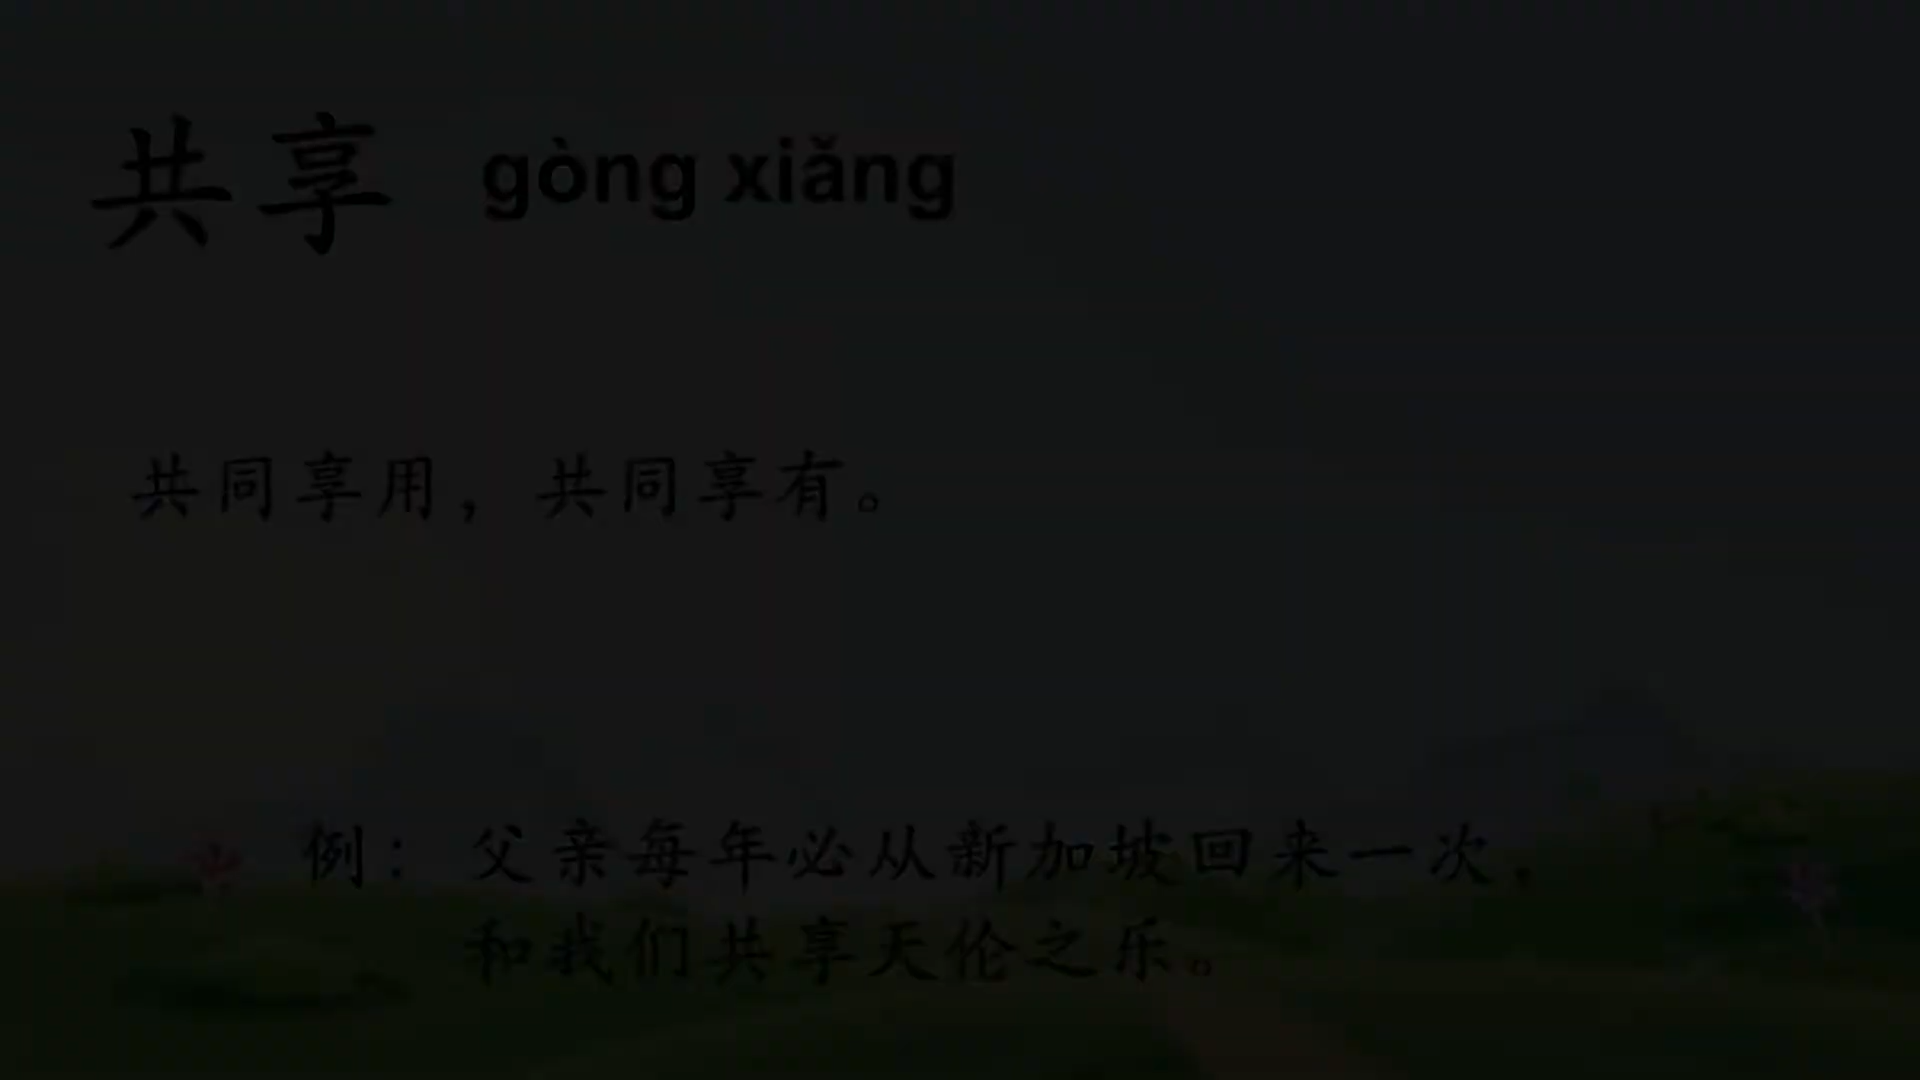 共享 gòng xiǎng
共同享用，共同享有。
例：父亲每年必从新加坡回来一次，
和我们共享天伦之乐。